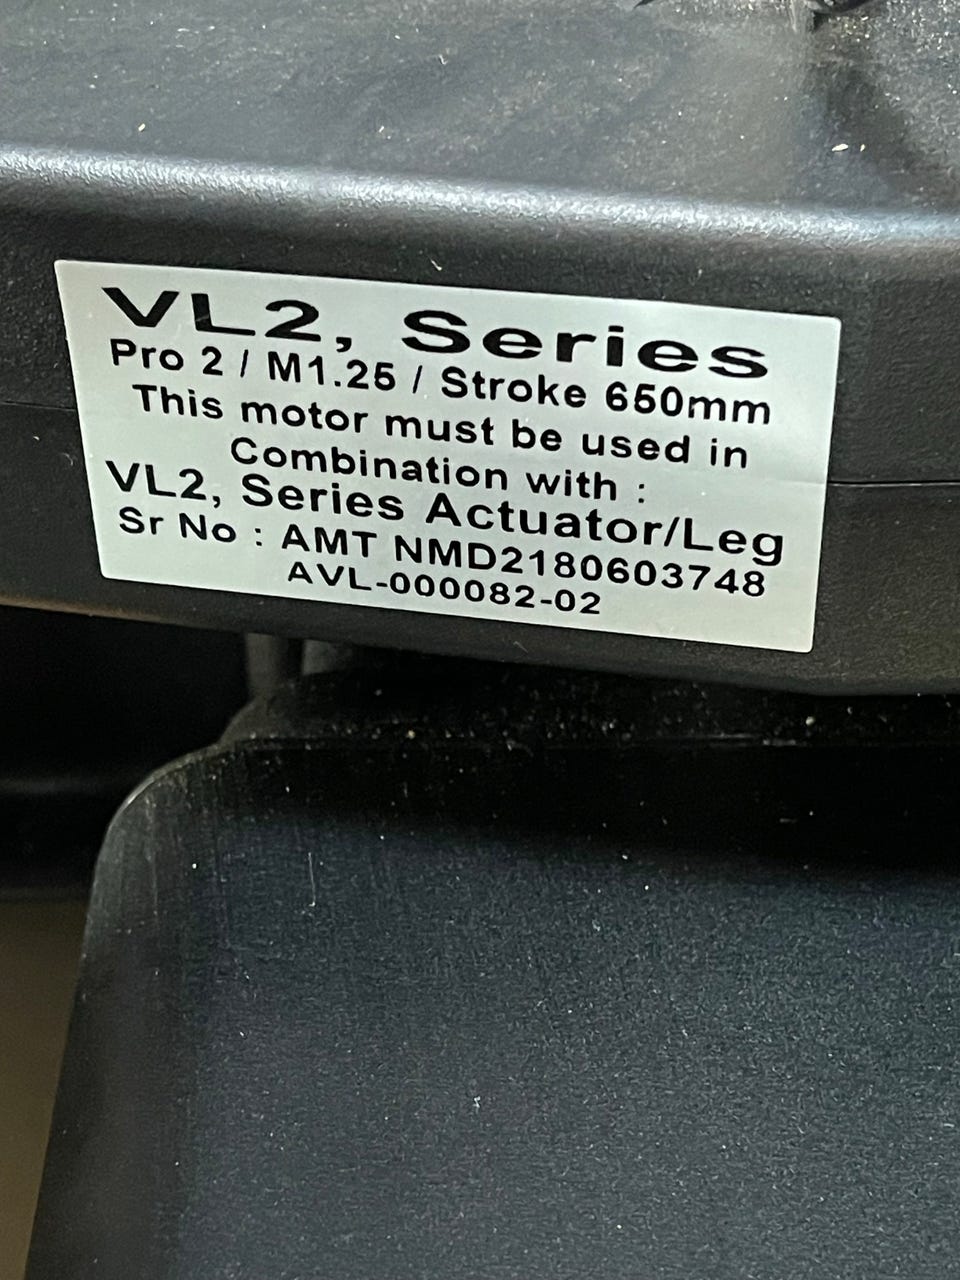 VL2, Series
Pro 2 / M1.25 / Stroke 650mm
This motor must be used in
Combination with :
VL2, Series Actuator/Leg
Sr No : AMT NMD2180603748
AVL-000082-02